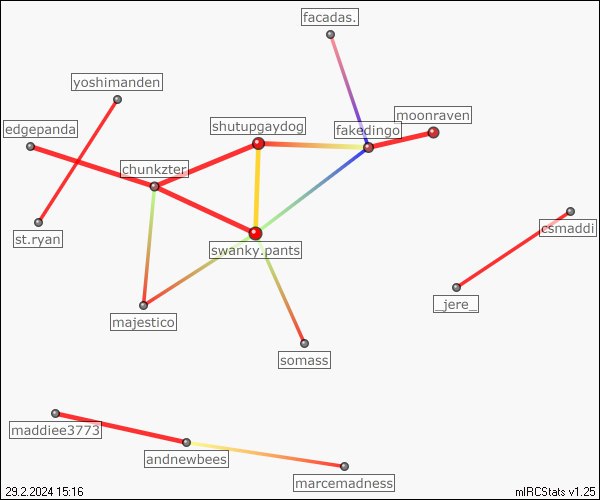 facadas.
yoshimanden
moonraven
shutupgaydog
edgepanda
fakedingo
chunkzter
csmaddi
st.ryan
swanky.pants
_jere_
majestico
somass
maddiee3773
andnewbees
marcemadness
29.2.2024 15:16
mIRCStats v1.25